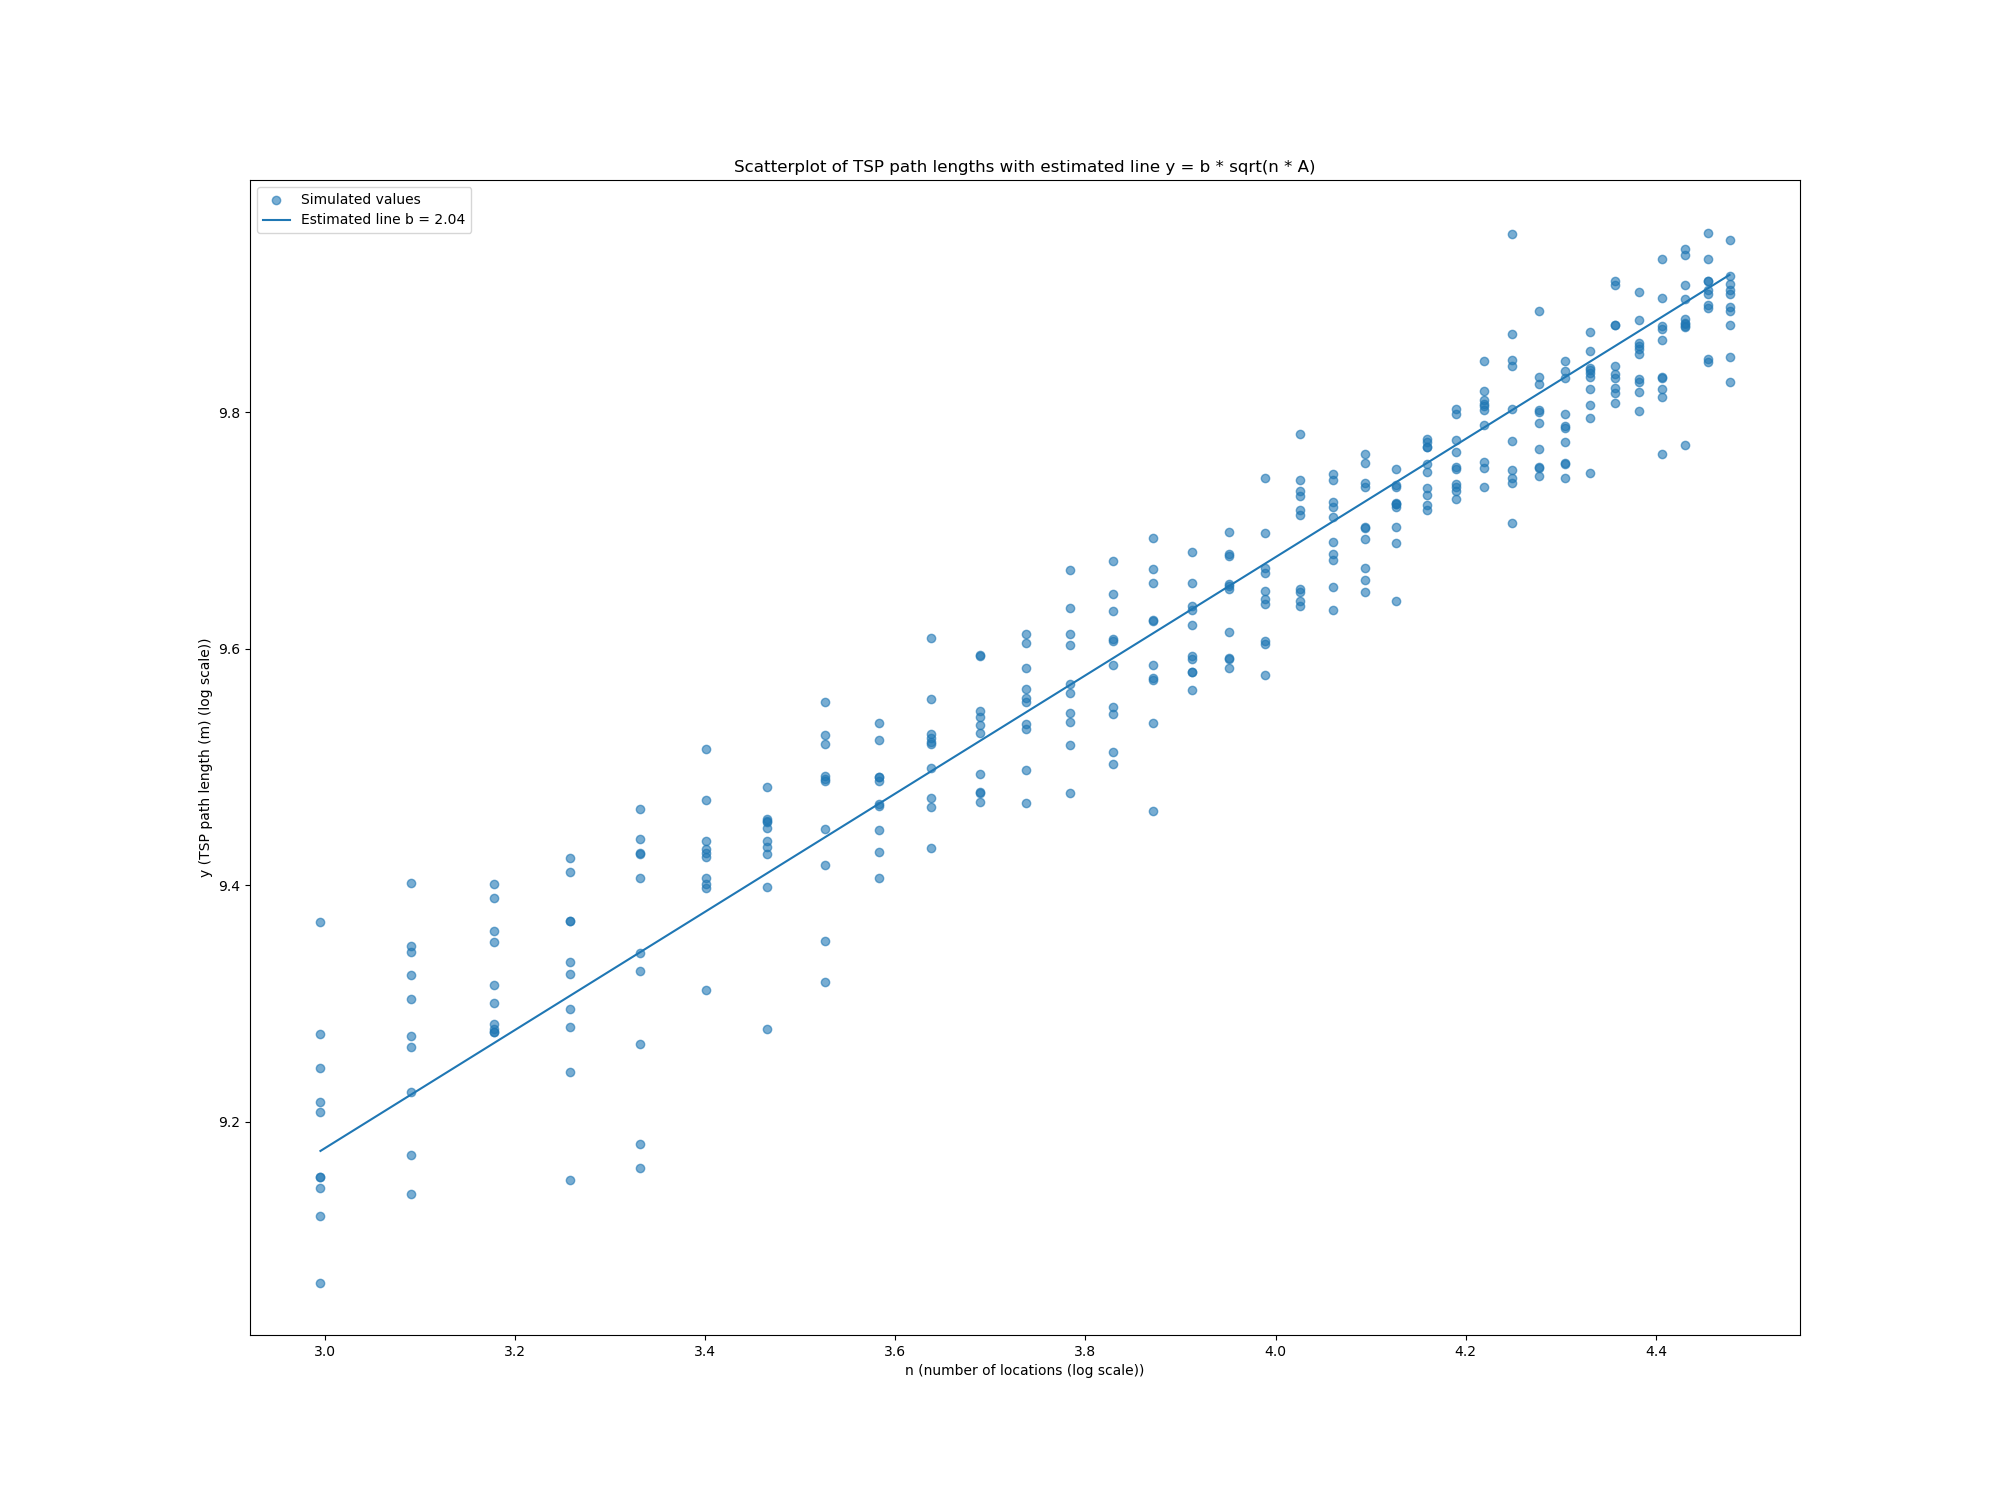 Scatterplot of TSP path lengths with estimated line y = b * sqrt(n * A)
Simulated values
Estimated line b = 2.04
y (TSP path length (m) (log scale))
9.8
9.6
9.4
9.2
3.0 3.2 3.4 3.6 3.8 4.0 4.2 4.4
n (number of locations (log scale))